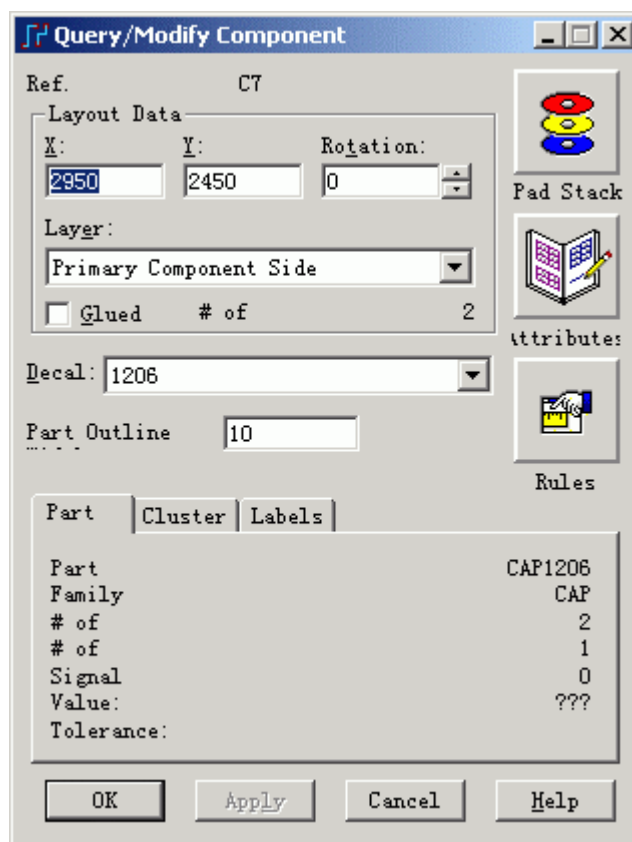 Query/Modify Component
Ref. C7
Layout Data
X: Y: Rotation:
2950 2450 0
Pad Stack
Layer:
Primary Component Side
Glued # of 2
Attributes
Decal: 1206
Part Outline 10
Rules
Part Cluster Labels
Part CAP1206
Family CAP
# of 2
# of 1
Signal 0
Value: ???
Tolerance:
OK Apply Cancel Help